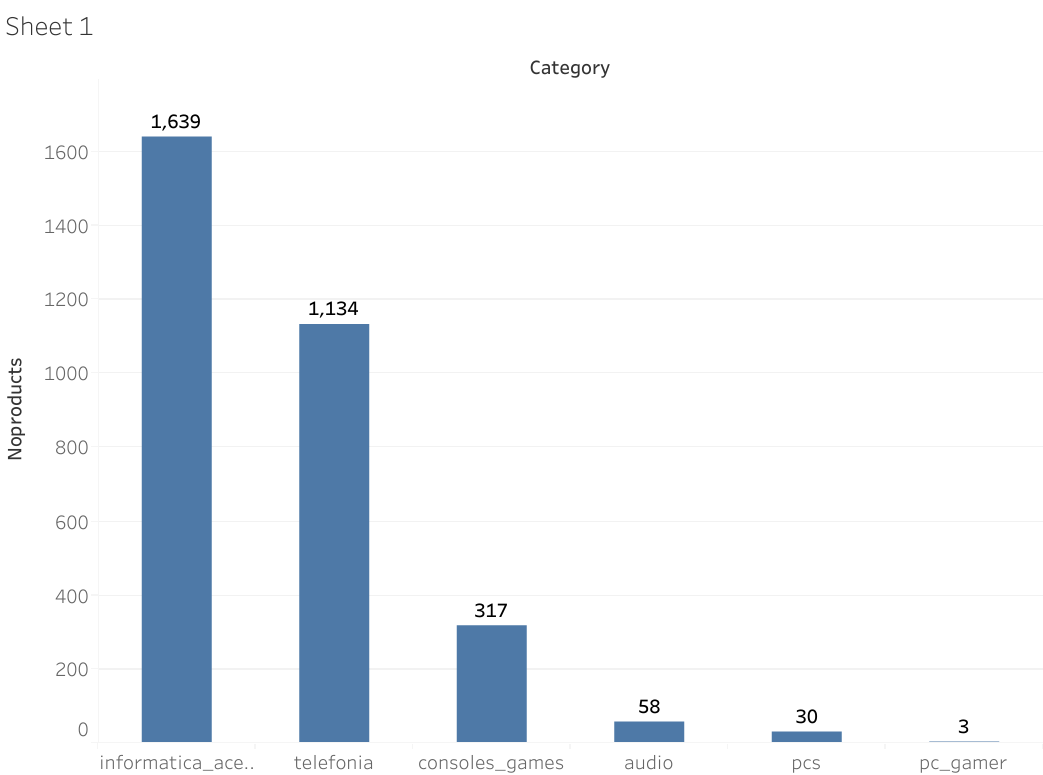 Sheet 1
Category
Noproducts
1600
1400
1200
1000
800
600
400
200
0
1,639
1,134
317
58
30
3
informatica_ace..
telefonia
consoles_games
audio
pcs
pc_gamer